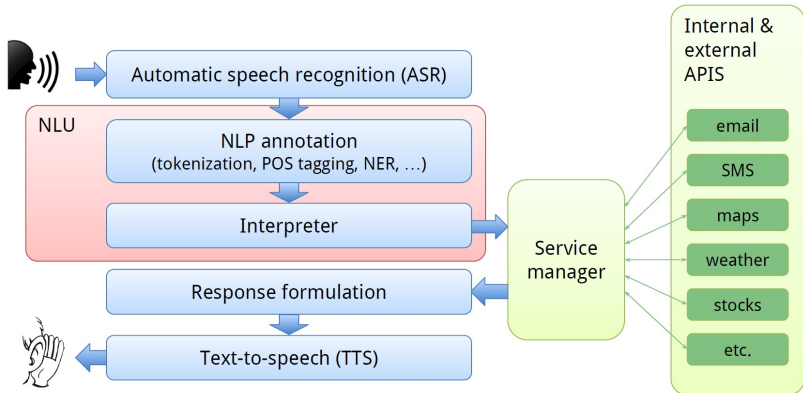 Automatic speech recognition (ASR)
NLU
NLP annotation
(tokenization, POS tagging, NER, …)
Interpreter
Response formulation
Text-to-speech (TTS)
Service
manager
Internal &
external
APIS
email
SMS
maps
weather
stocks
etc.